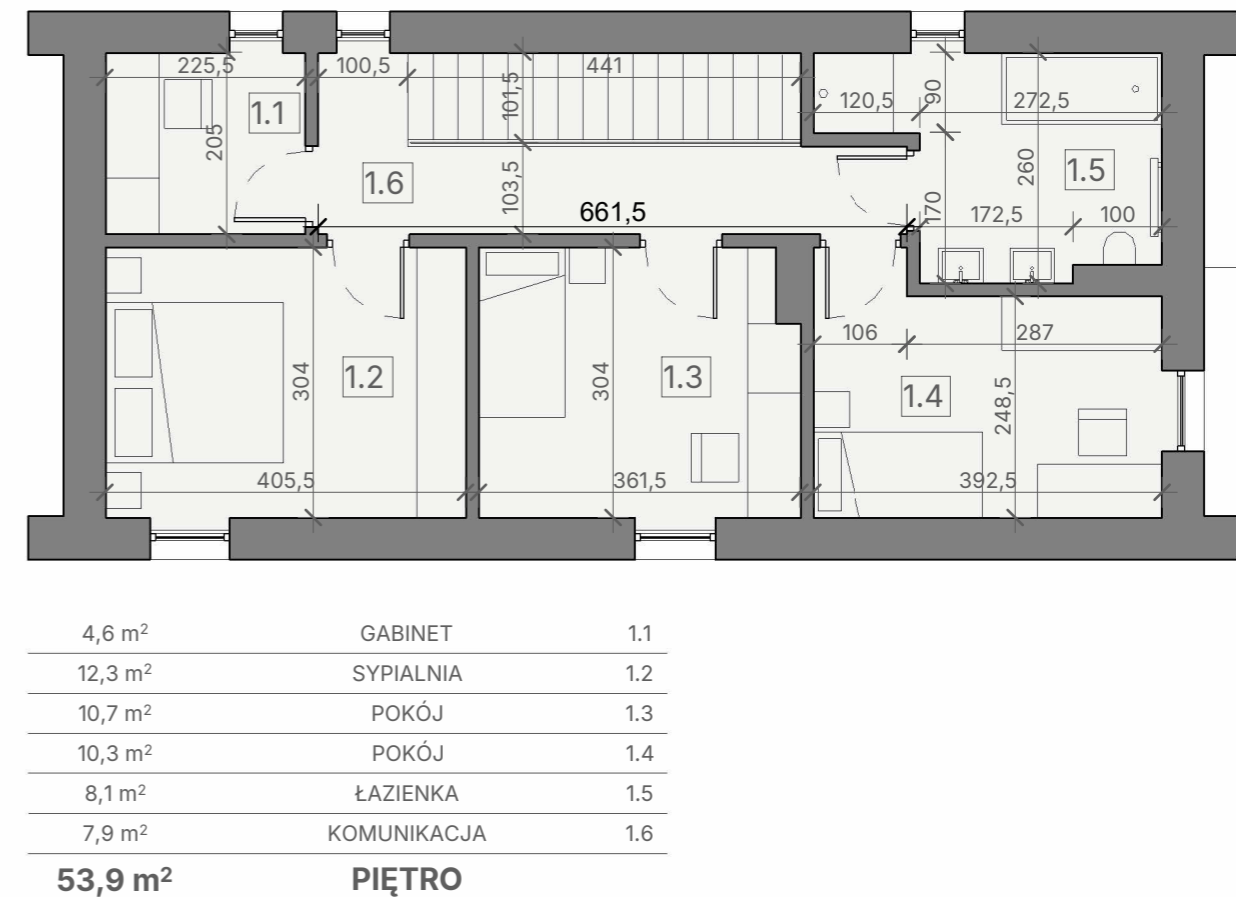 225,5 100,5 441
101,5
120,5 90 272,5
1.1
205
1.6
103,5
661,5
260
1.5
170 172,5 100
106 287
304 1.2 304 1.3
1.4 248,5
405,5 361,5 392,5
4,6 m² GABINET 1.1
12,3 m² SYPIALNIA 1.2
10,7 m² POKÓJ 1.3
10,3 m² POKÓJ 1.4
8,1 m² ŁAZIENKA 1.5
7,9 m² KOMUNIKACJA 1.6
53,9 m² PIĘTRO